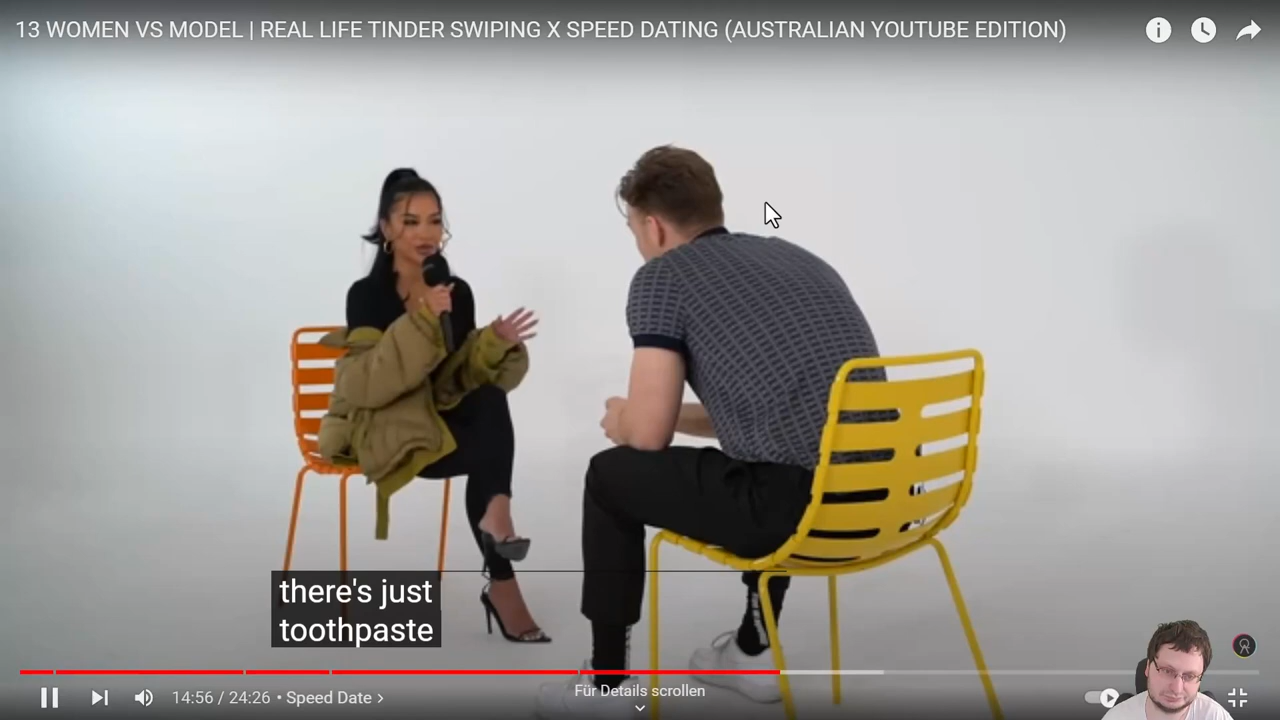 13 WOMEN VS MODEL | REAL LIFE TINDER SWIPING X SPEED DATING (AUSTRALIAN YOUTUBE EDITION)
there's just
toothpaste
14:56 / 24:26 • Speed Date >
Für Details scrollen